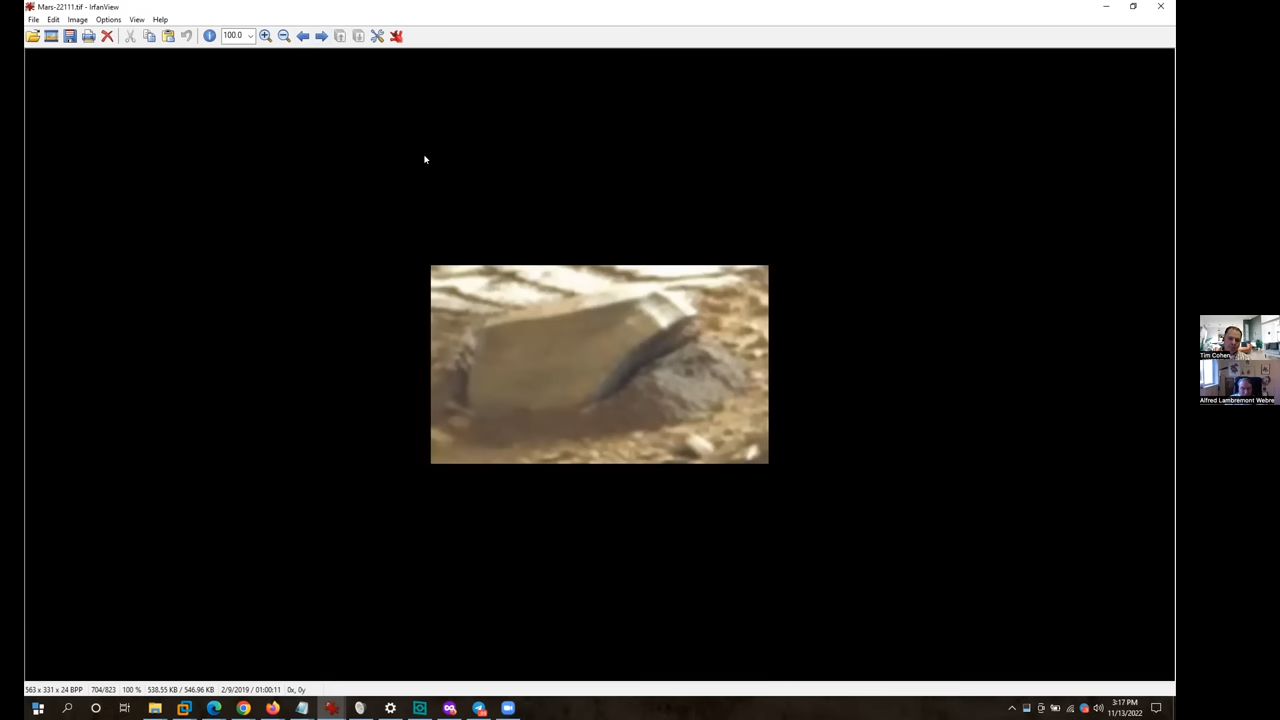 Mars-22111.tif - IrfanView
File Edit Image Options View Help
100.0
Tim Cohen
Alfred Lambremont Webre
563 x 331 x 24 BPP 704/823 100 % 538.55 KB / 546.96 KB 2/9/2019 / 01:00:11 0x, 0y
3:17 PM
11/13/2022